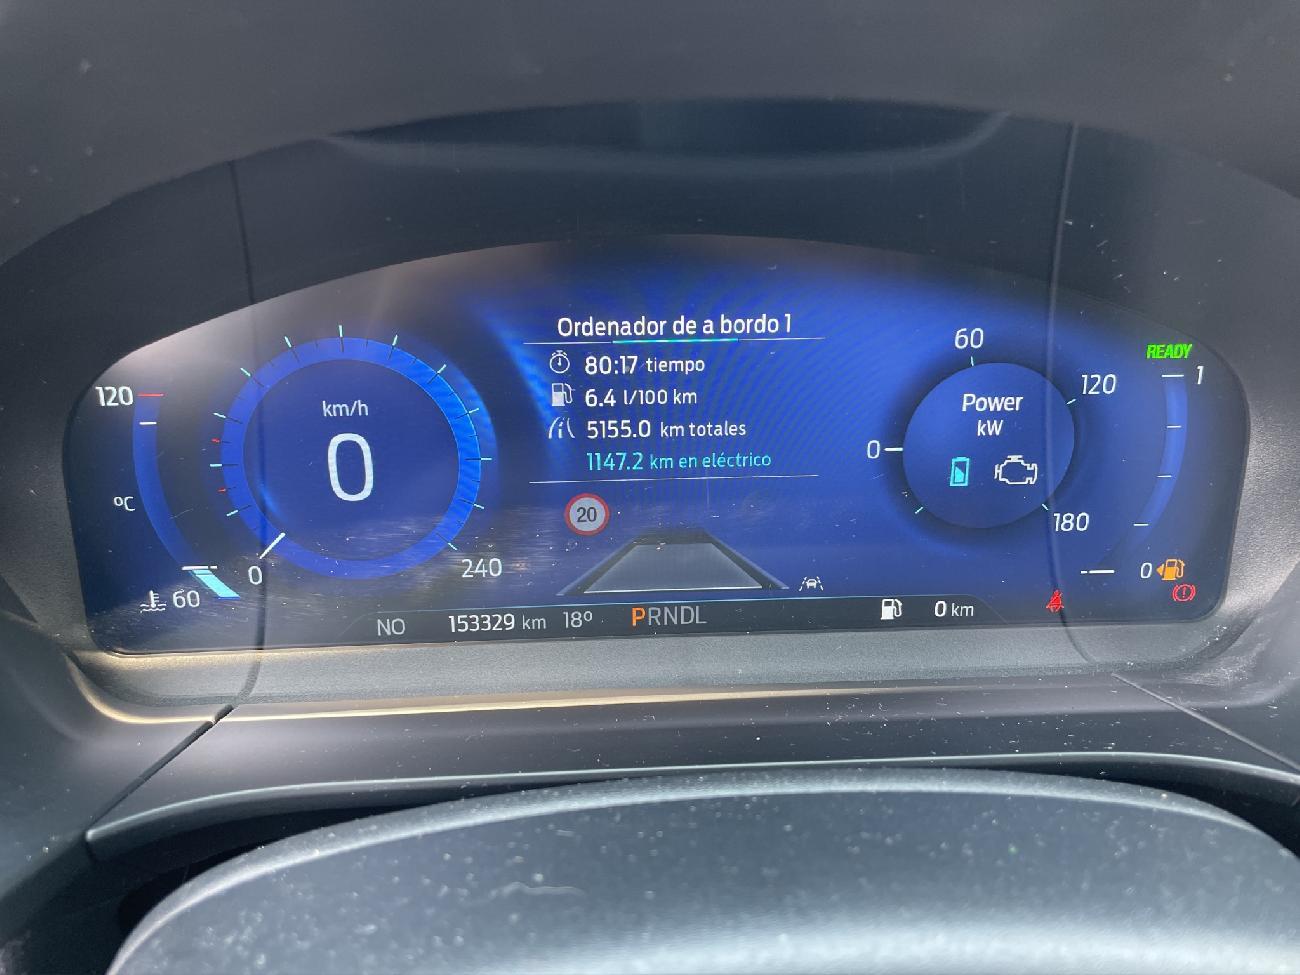 Ordenador de a bordo 1
80:17 tiempo
6.4 l/100 km
5155.0 km totales
1147.2 km en eléctrico
20
120
ºC
60
km/h
0
0
240
60
120
Power
kW
0
180
READY
1
0
NO 153329 km 18º PRNDL 0 km